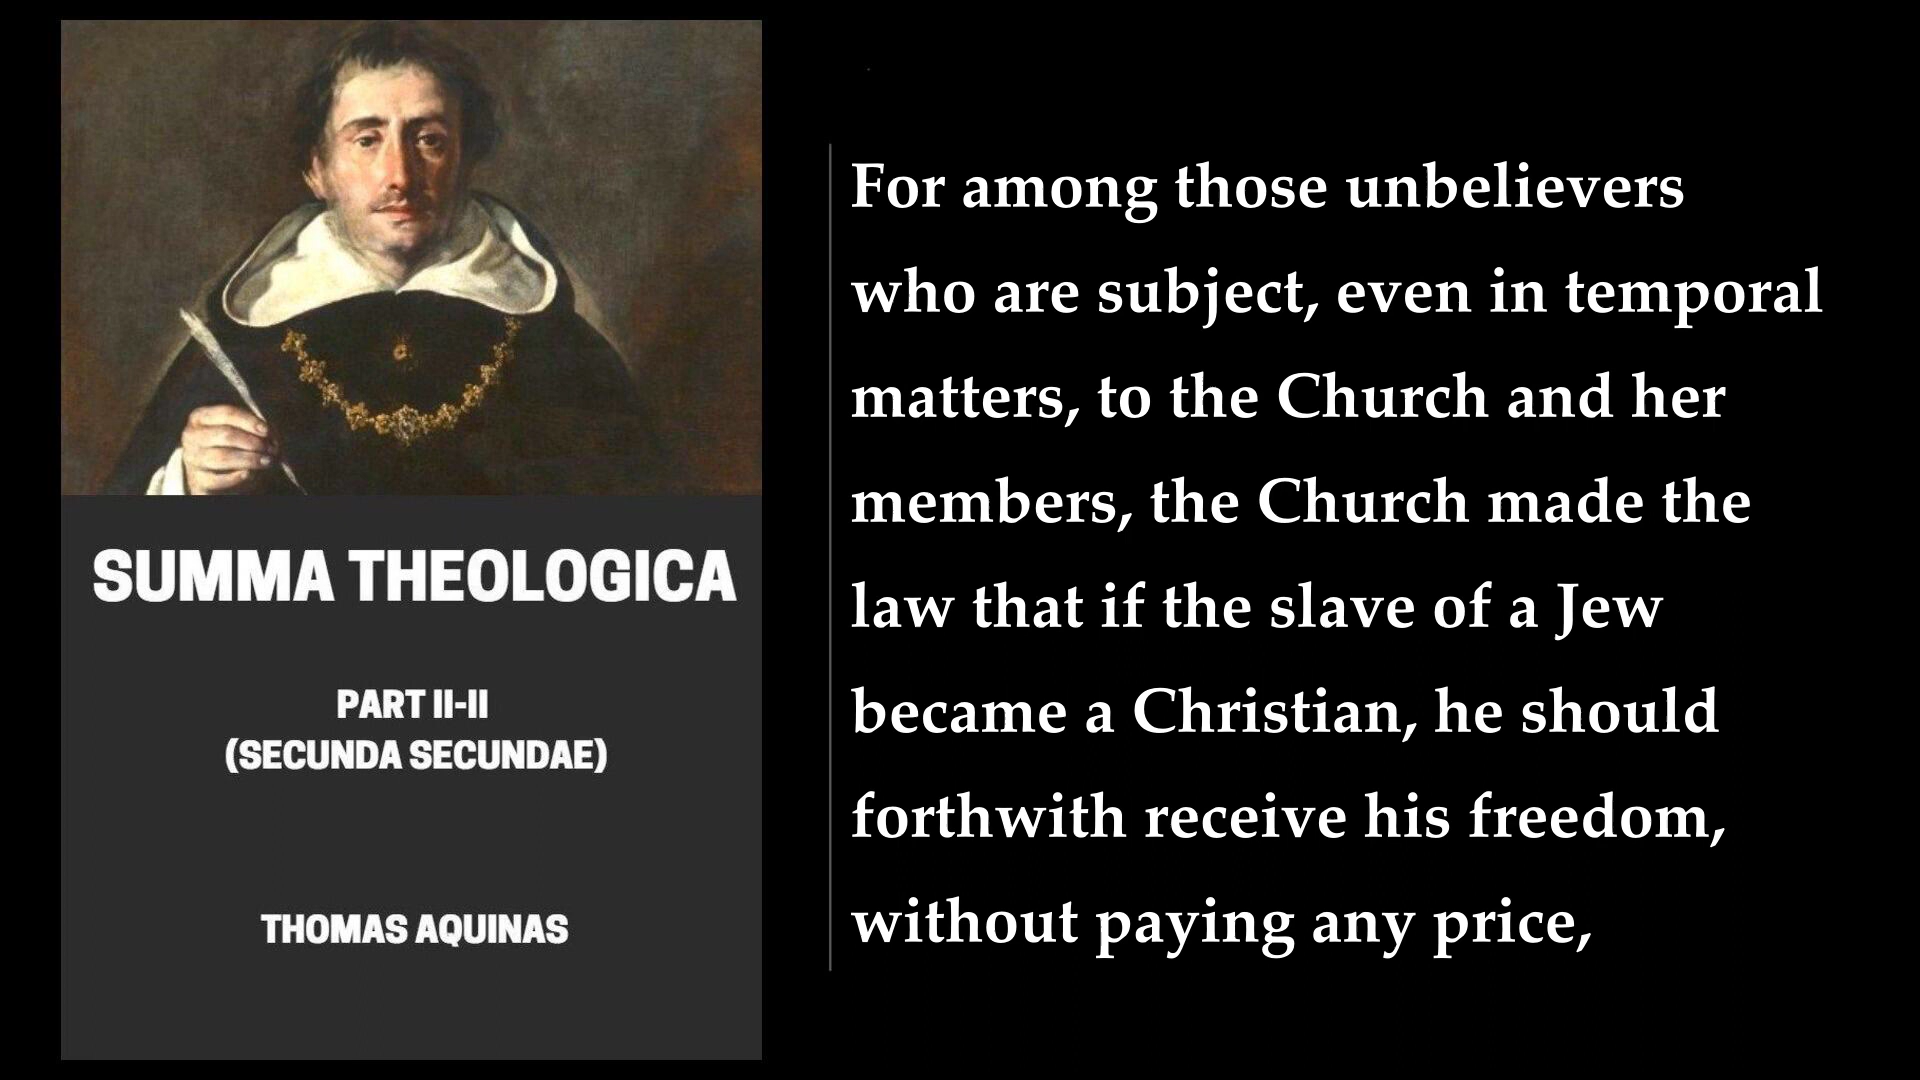 SUMMA THEOLOGICA
PART II-II
(SECUNDA SECUNDAE)
THOMAS AQUINAS
For among those unbelievers
who are subject, even in temporal
matters, to the Church and her
members, the Church made the
law that if the slave of a Jew
became a Christian, he should
forthwith receive his freedom,
without paying any price,